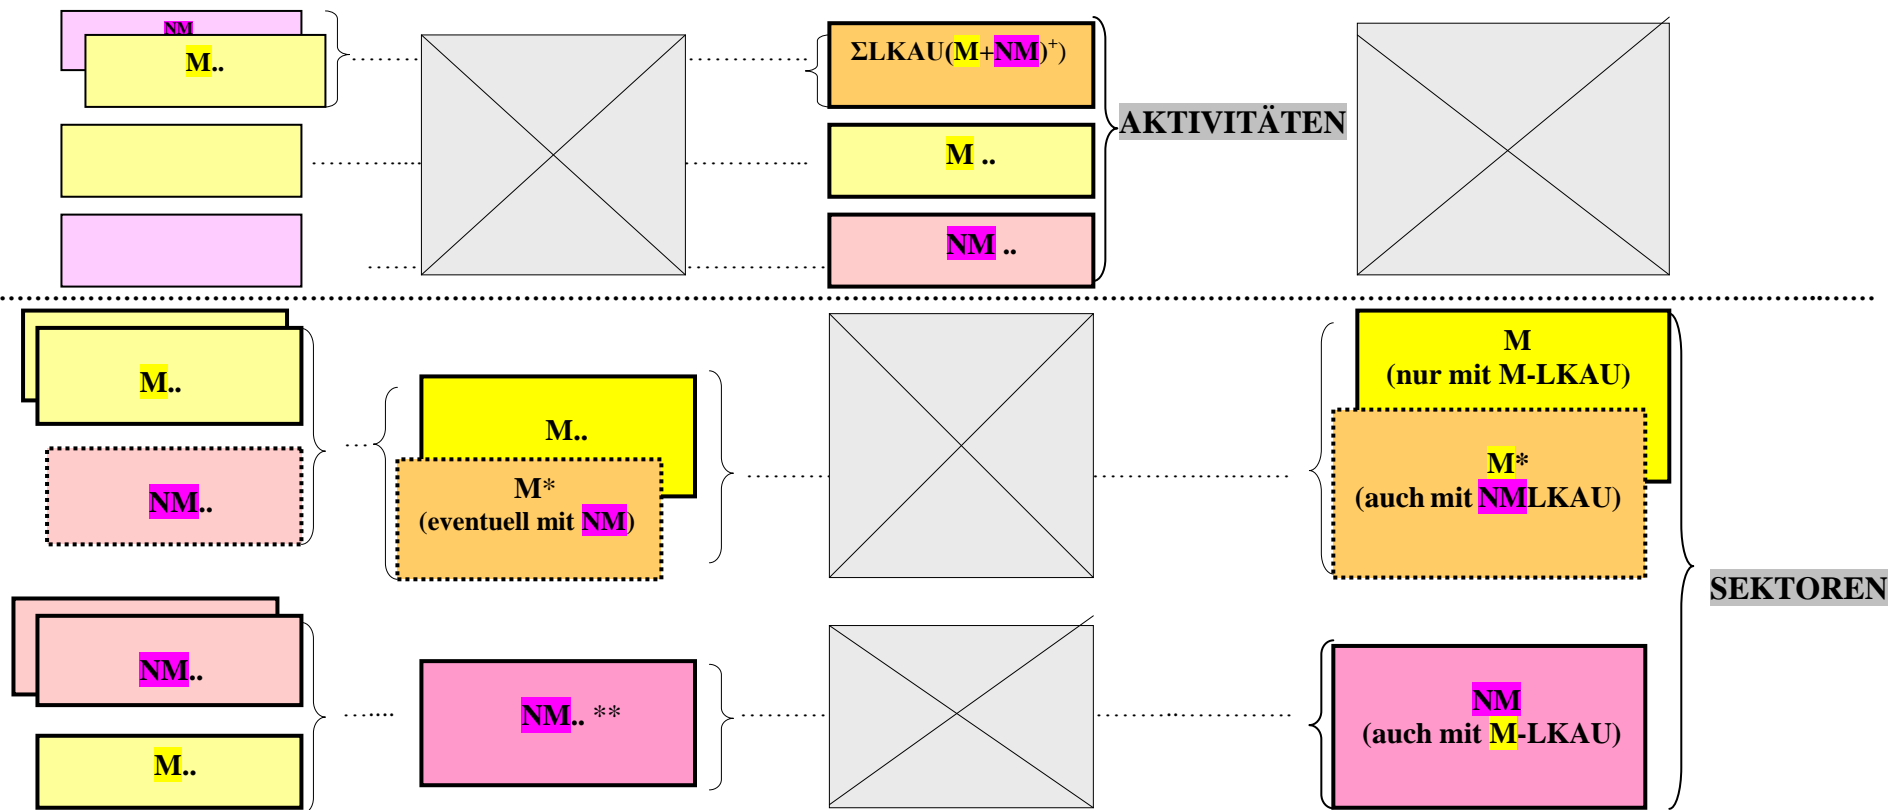 NM
M..
ΣLKAU(M+NM)⁺)
AKTIVITÄTEN
M ..
NM ..
M..
NM..
M..
M*
(eventuell mit NM)
M
(nur mit M-LKAU)
M*
(auch mit NMLKAU)
SEKTOREN
NM..
M..
NM.. **
NM
(auch mit M-LKAU)